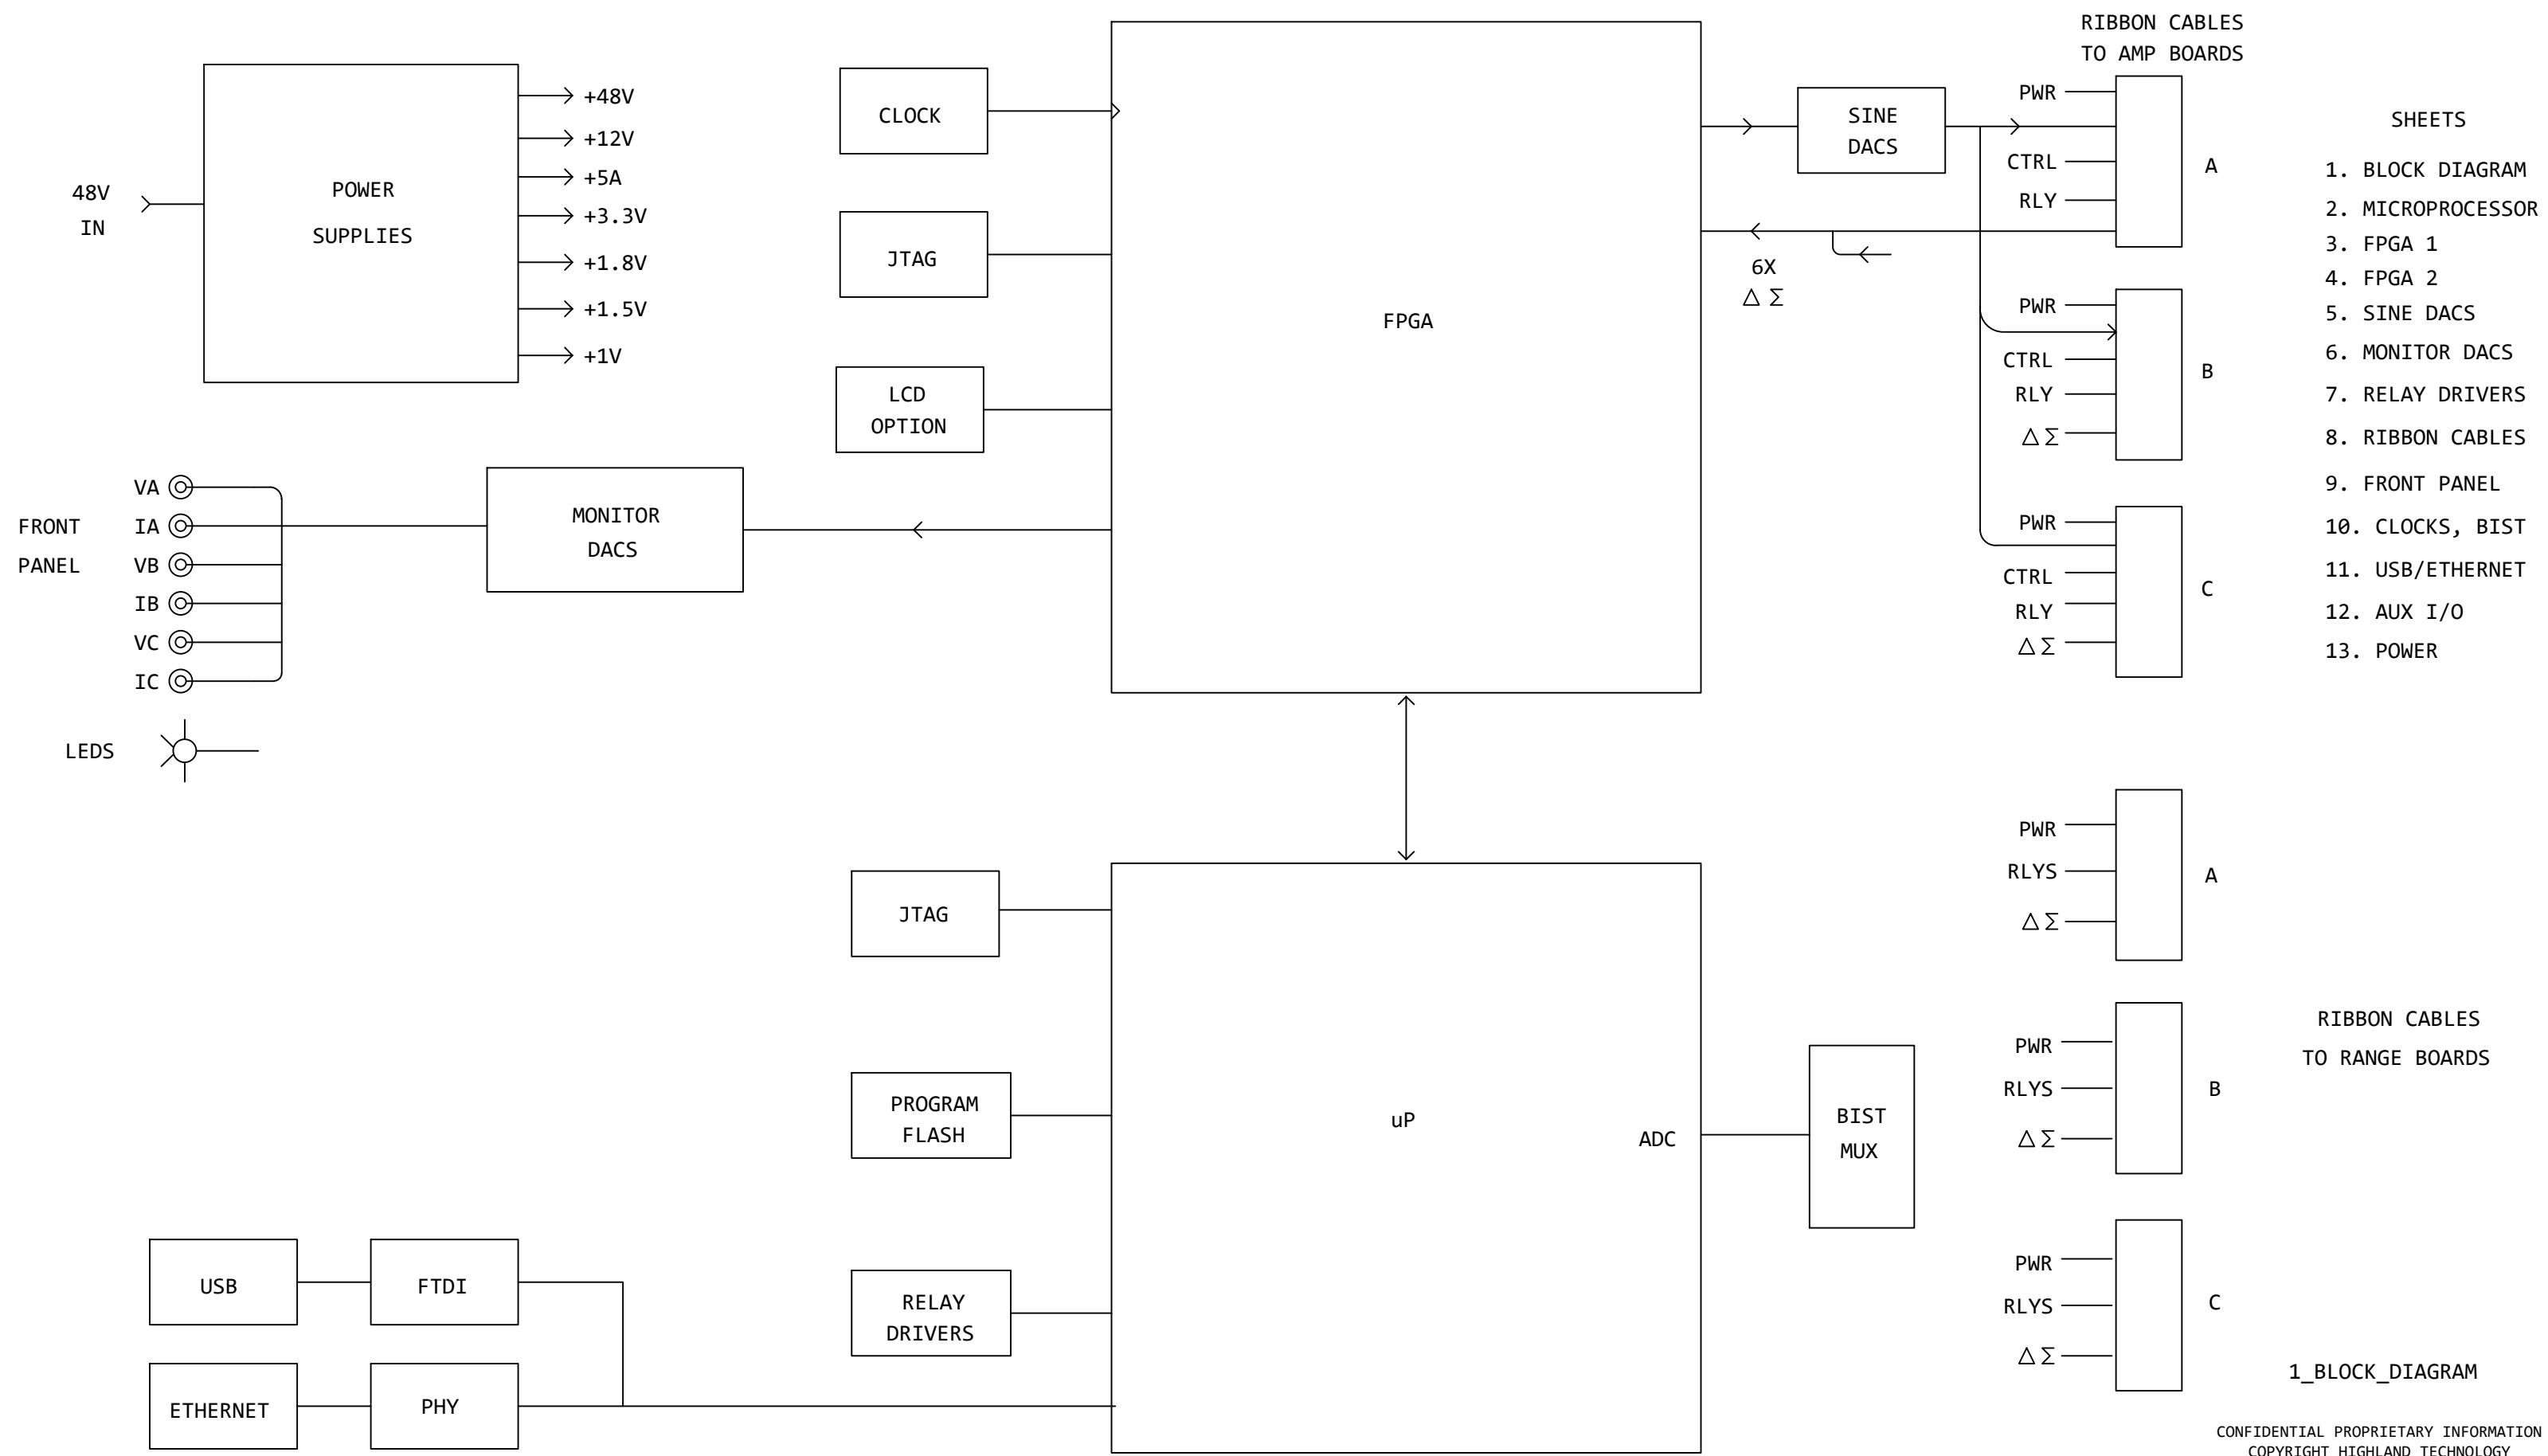 48V
IN
POWER
SUPPLIES
+48V
+12V
+5A
+3.3V
+1.8V
+1.5V
+1V
FRONT
PANEL
VA
IA
VB
IB
VC
IC
LEDS
MONITOR
DACS
CLOCK
JTAG
LCD
OPTION
FPGA
SINE
DACS
6X
Δ Σ
RIBBON CABLES
TO AMP BOARDS
PWR
CTRL
RLY
A
PWR
CTRL
RLY
Δ Σ
B
PWR
CTRL
RLY
Δ Σ
C
SHEETS
1. BLOCK DIAGRAM
2. MICROPROCESSOR
3. FPGA 1
4. FPGA 2
5. SINE DACS
6. MONITOR DACS
7. RELAY DRIVERS
8. RIBBON CABLES
9. FRONT PANEL
10. CLOCKS, BIST
11. USB/ETHERNET
12. AUX I/O
13. POWER
JTAG
PROGRAM
FLASH
RELAY
DRIVERS
USB
FTDI
ETHERNET
PHY
uP
ADC
BIST
MUX
PWR
RLYS
Δ Σ
A
PWR
RLYS
Δ Σ
B
PWR
RLYS
Δ Σ
C
RIBBON CABLES
TO RANGE BOARDS
1_BLOCK_DIAGRAM
CONFIDENTIAL PROPRIETARY INFORMATION
COPYRIGHT HIGHLAND TECHNOLOGY